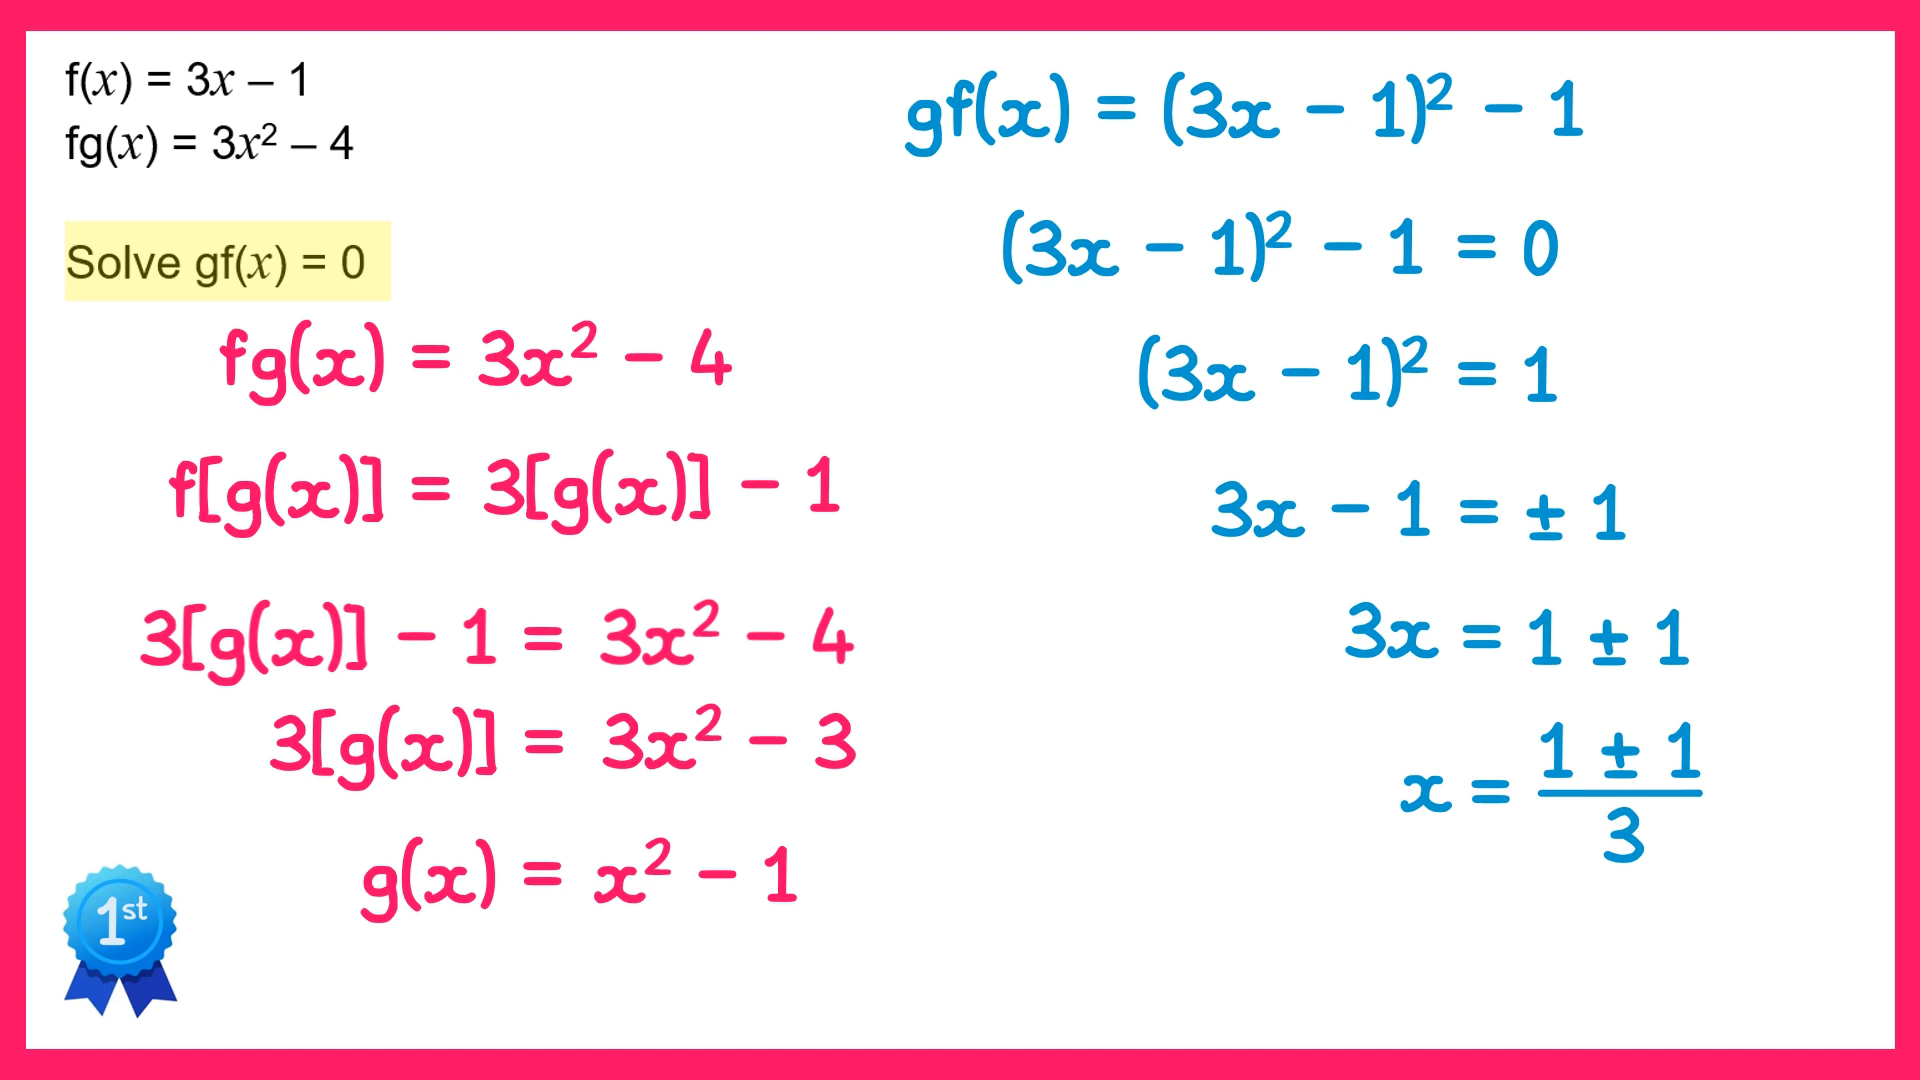 f(x) = 3x – 1
fg(x) = 3x² – 4
Solve gf(x) = 0
fg(x) = 3x² − 4
f[g(x)] = 3[g(x)] − 1
3[g(x)] − 1 = 3x² − 4
3[g(x)] = 3x² − 3
g(x) = x² − 1
1st
gf(x) = (3x − 1)² − 1
(3x − 1)² − 1 = 0
(3x − 1)² = 1
3x − 1 = ± 1
3x = 1 ± 1
x = 1 ± 1
3